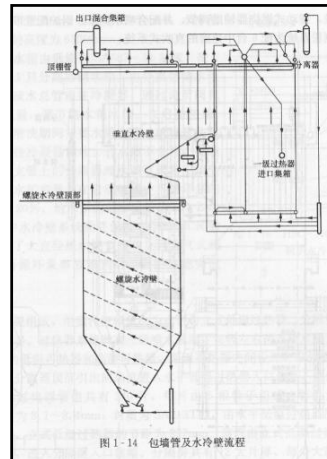 出口混合集箱
顶棚管
分离器
垂直水冷壁
一级过热器
进口集箱
螺旋水冷壁顶部
螺旋水冷壁
图1-14 包墙管及水冷壁流程